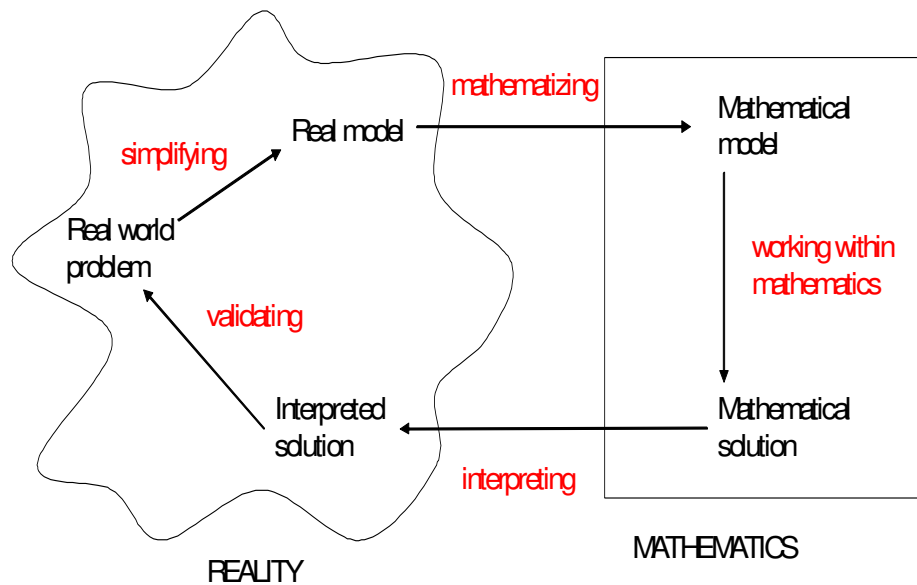 mathematizing
Real model
Mathematical
model
simplifying
Real world
problem
working within
mathematics
validating
Interpreted
solution
Mathematical
solution
interpreting
REALITY
MATHEMATICS